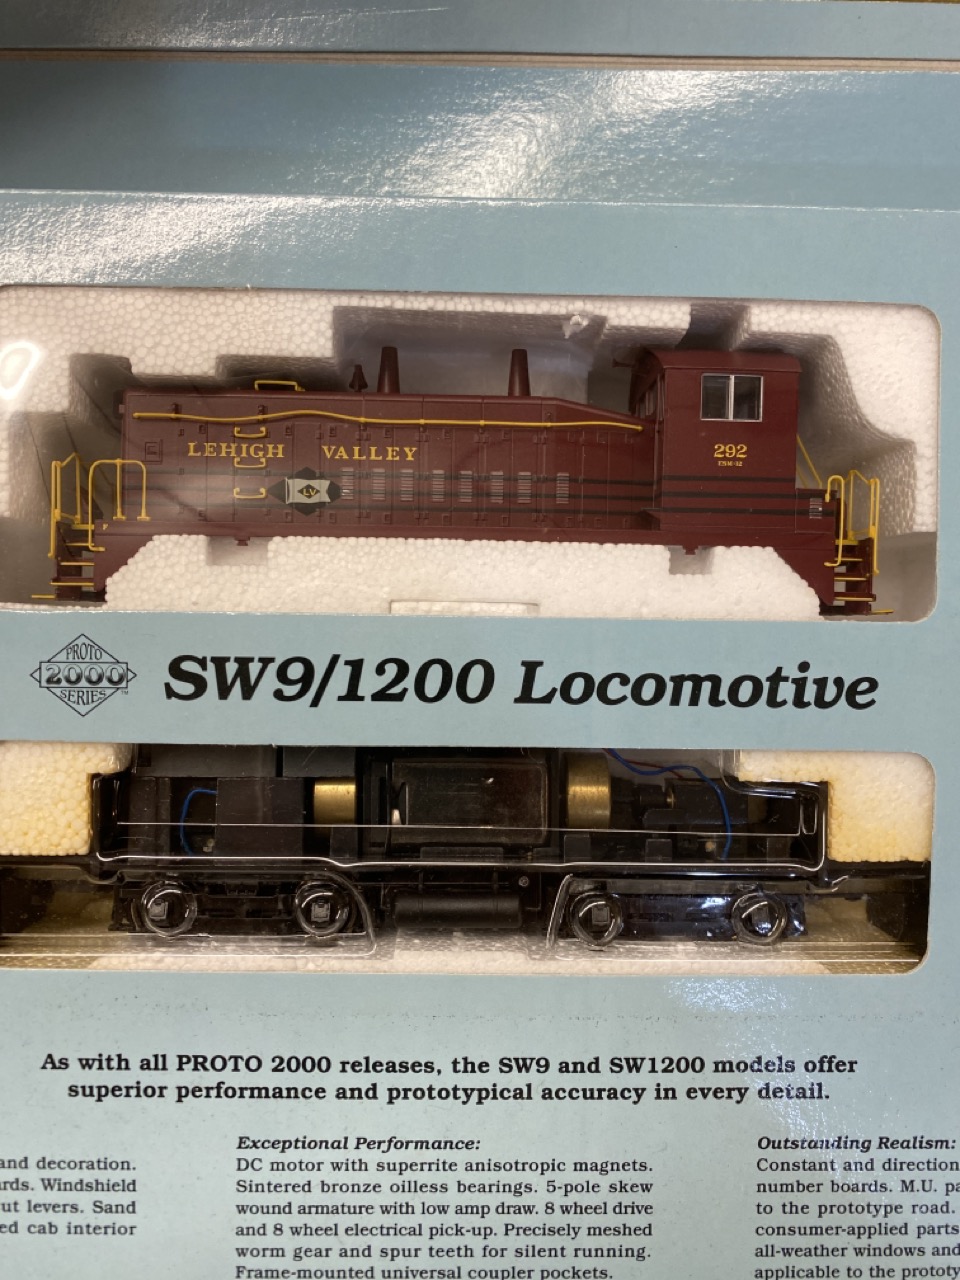 LEHIGH VALLEY
292
LV
PROTO
2000
SERIES
SW9/1200 Locomotive
As with all PROTO 2000 releases, the SW9 and SW1200 models offer
superior performance and prototypical accuracy in every detail.
and decoration.
Windshield
levers. Sand
cab interior
Exceptional Performance:
DC motor with superrite anisotropic magnets.
Sintered bronze oilless bearings. 5-pole skew
wound armature with low amp draw. 8 wheel drive
and 8 wheel electrical pick-up. Precisely meshed
worm gear and spur teeth for silent running.
Frame-mounted universal coupler pockets.
Outstanding Realism:
Constant and direction
number boards. M.U. pa
to the prototype road.
consumer-applied parts
all-weather windows and
applicable to the prototy